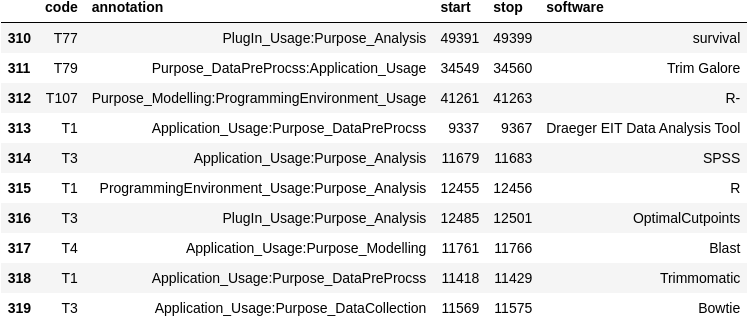 code annotation start stop software
310 T77 PlugIn_Usage:Purpose_Analysis 49391 49399 survival
311 T79 Purpose_DataPreProcss:Application_Usage 34549 34560 Trim Galore
312 T107 Purpose_Modelling:ProgrammingEnvironment_Usage 41261 41263 R-
313 T1 Application_Usage:Purpose_DataPreProcss 9337 9367 Draeger EIT Data Analysis Tool
314 T3 Application_Usage:Purpose_Analysis 11679 11683 SPSS
315 T1 ProgrammingEnvironment_Usage:Purpose_Analysis 12455 12456 R
316 T3 PlugIn_Usage:Purpose_Analysis 12485 12501 OptimalCutpoints
317 T4 Application_Usage:Purpose_Modelling 11761 11766 Blast
318 T1 Application_Usage:Purpose_DataPreProcss 11418 11429 Trimmomatic
319 T3 Application_Usage:Purpose_DataCollection 11569 11575 Bowtie